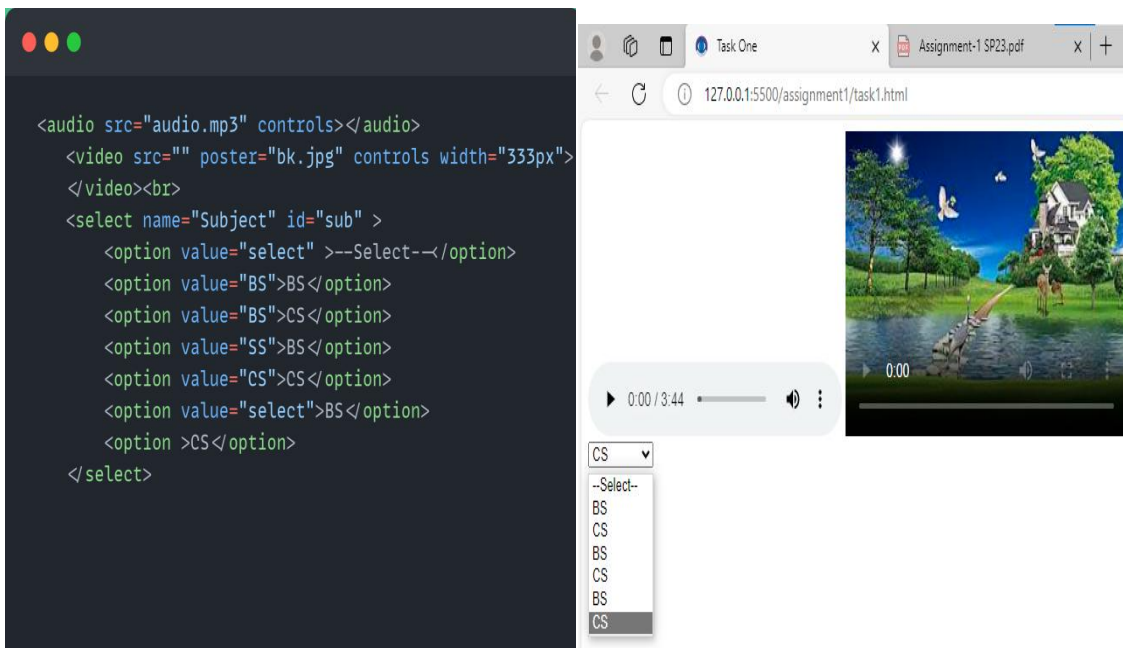 <audio src="audio.mp3" controls></audio>
<video src="" poster="bk.jpg" controls width="333px">
</video><br>
<select name="Subject" id="sub" >
<option value="select" >--Select--</option>
<option value="BS">BS</option>
<option value="BS">CS</option>
<option value="SS">BS</option>
<option value="CS">CS</option>
<option value="select">BS</option>
<option >CS</option>
</select>
Task One
Assignment-1 SP23.pdf
127.0.0.1:5500/assignment1/task1.html
0:00
0:00 / 3:44
CS
--Select--
BS
CS
BS
CS
BS
CS